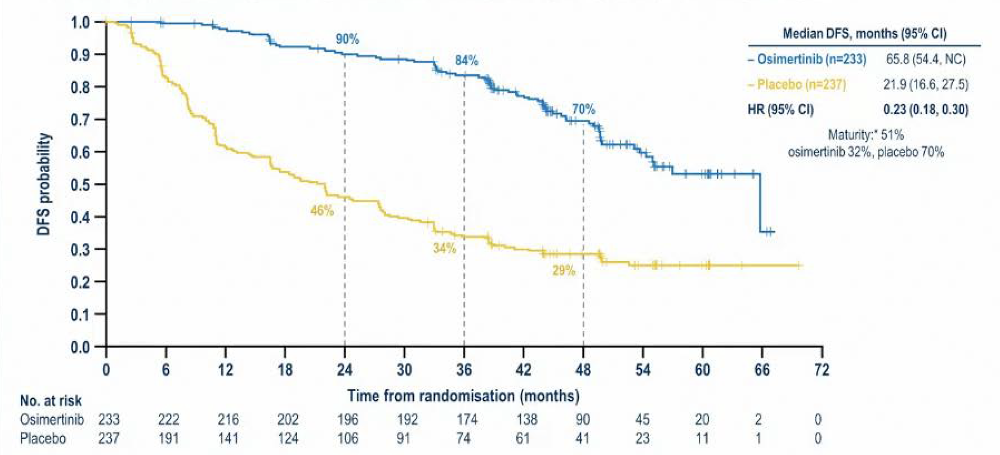 1.0
0.9
0.8
0.7
0.6
0.5
0.4
0.3
0.2
0.1
0.0
DFS probability
90%
84%
70%
46%
34%
29%
Median DFS, months (95% CI)
– Osimertinib (n=233) 65.8 (54.4, NC)
– Placebo (n=237) 21.9 (16.6, 27.5)
HR (95% CI) 0.23 (0.18, 0.30)
Maturity:* 51%
osimertinib 32%, placebo 70%
0 6 12 18 24 30 36 42 48 54 60 66 72
Time from randomisation (months)
No. at risk
Osimertinib 233 222 216 202 196 192 174 138 90 45 20 2 0
Placebo 237 191 141 124 106 91 74 61 41 23 11 1 0